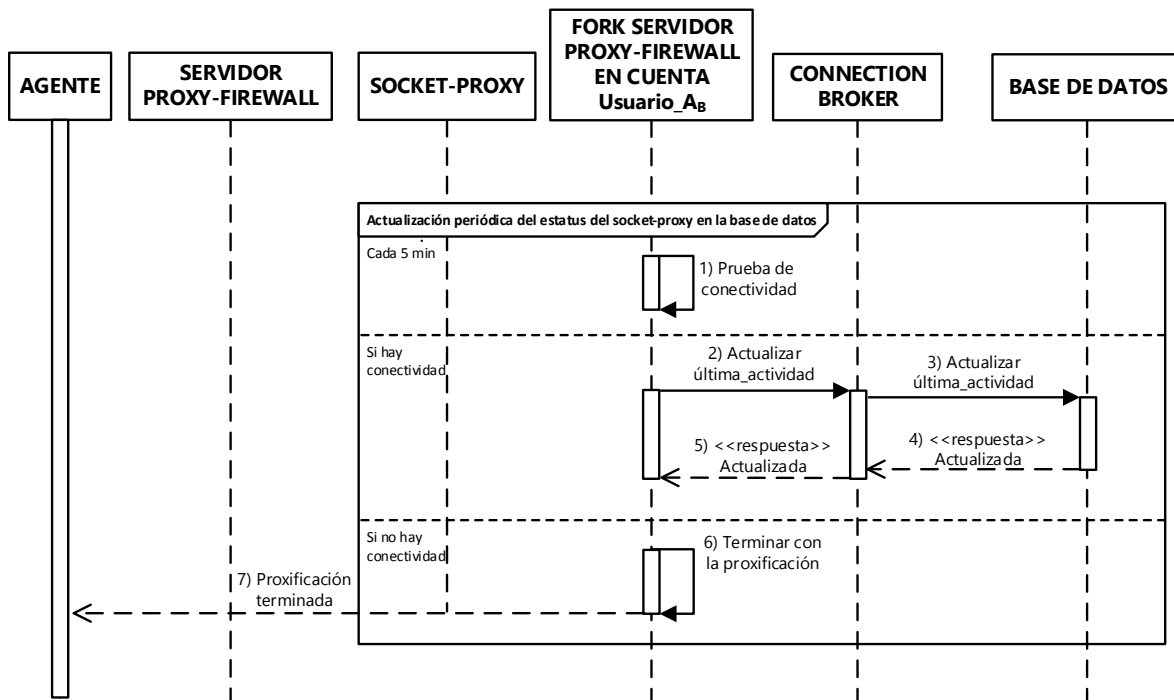 AGENTE
SERVIDOR
PROXY-FIREWALL
SOCKET-PROXY
FORK SERVIDOR
PROXY-FIREWALL
EN CUENTA
Usuario_AB
CONNECTION
BROKER
BASE DE DATOS
Actualización periódica del estatus del socket-proxy en la base de datos
Cada 5 min
1) Prueba de
conectividad
Si hay
conectividad
2) Actualizar
última_actividad
3) Actualizar
última_actividad
5) <<respuesta>>
Actualizada
4) <<respuesta>>
Actualizada
Si no hay
conectividad
6) Terminar con
la proxificación
7) Proxificación
terminada